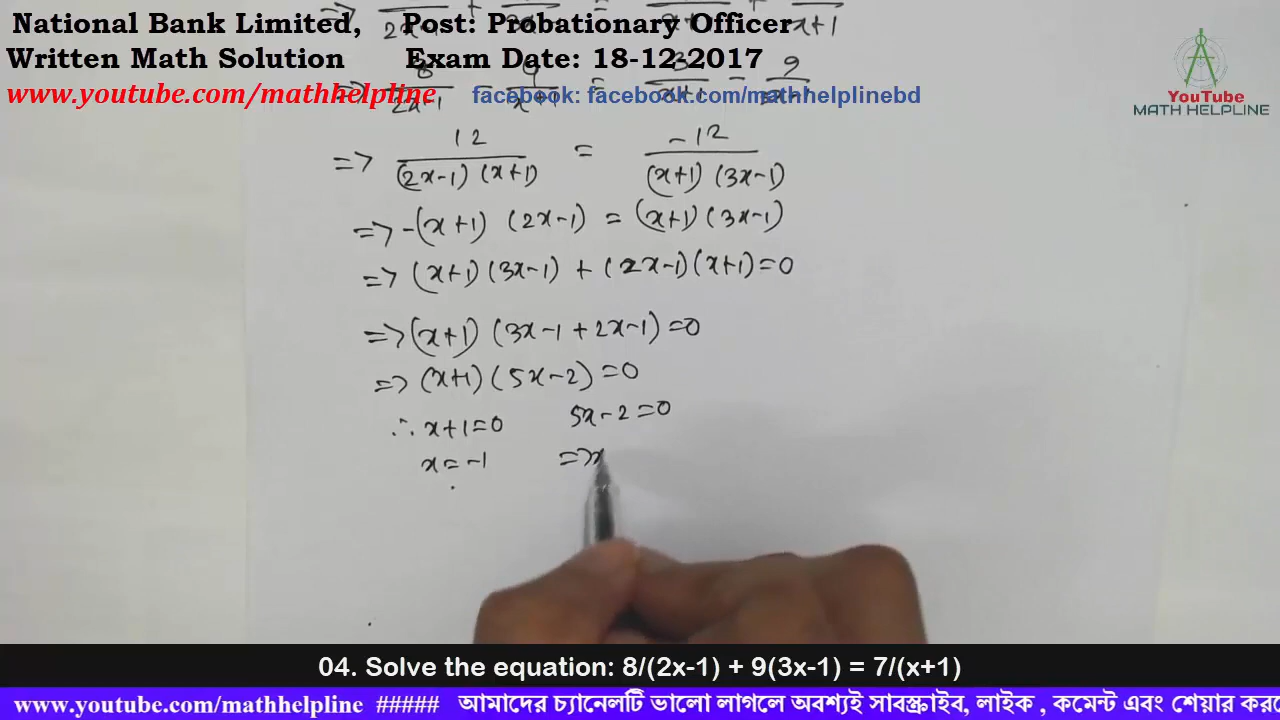 National Bank Limited, Post: Probationary Officer
Written Math Solution Exam Date: 18-12-2017
www.youtube.com/mathhelpline facebook: facebook.com/mathhelplinebd
YouTube
MATH HELPLINE
=> 12/((2x-1) (x+1)) = -12/((x+1) (3x-1))
=> -(x+1) (2x-1) = (x+1) (3x-1)
=> (x+1) (3x-1) + (2x-1) (x+1) = 0
=> (x+1) (3x-1+2x-1) = 0
=> (x+1) (5x-2) = 0
∴ x+1=0 5x-2=0
x = -1 => x
04. Solve the equation: 8/(2x-1) + 9(3x-1) = 7/(x+1)
www.youtube.com/mathhelpline ##### আমাদের চ্যানেলটি ভালো লাগলে অবশ্যই সাবস্ক্রাইব, লাইক , কমেন্ট এবং শেয়ার